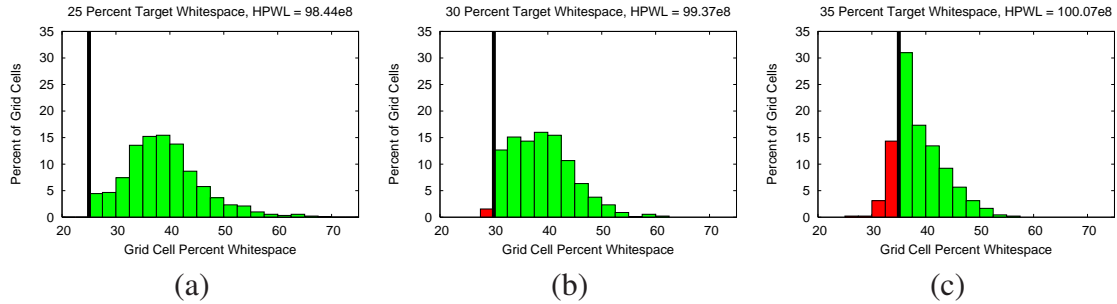 25 Percent Target Whitespace, HPWL = 98.44e8
35
30
25
20
15
10
5
0
Percent of Grid Cells
20 30 40 50 60 70
Grid Cell Percent Whitespace
(a)
30 Percent Target Whitespace, HPWL = 99.37e8
35
30
25
20
15
10
5
0
Percent of Grid Cells
20 30 40 50 60 70
Grid Cell Percent Whitespace
(b)
35 Percent Target Whitespace, HPWL = 100.07e8
35
30
25
20
15
10
5
0
Percent of Grid Cells
20 30 40 50 60 70
Grid Cell Percent Whitespace
(c)